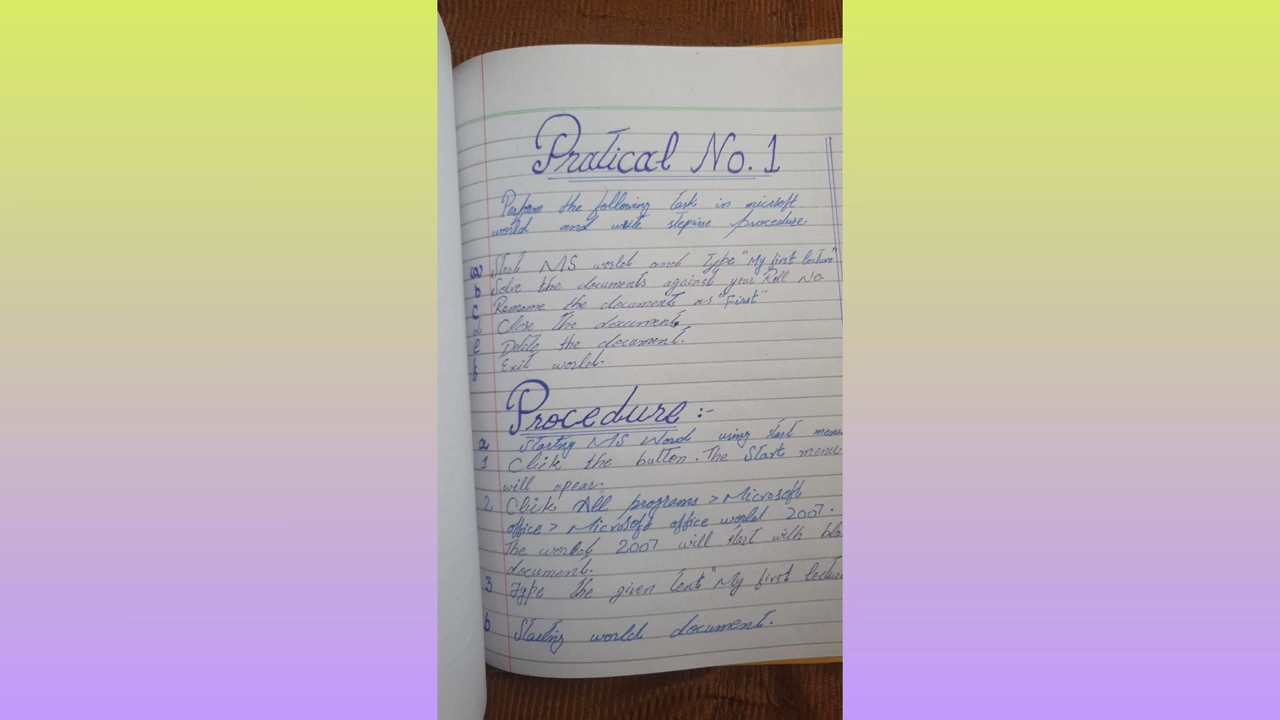 Pratical No. 1
Perform the following task in micrsoft
world and write stepwise procedure.
a Start MS world and Type "My first lecture"
b Solve the documents against your Roll No.
c Rename the document as "First"
d Close the document.
e Delete the document.
f Exit world.
Procedure :-
a Starting MS Word using start menu
1 Click the button. The Start menu
will apear.
2 Click All programs > Microsoft
office > Microsoft office world 2007.
The world 2007 will start with bla
document.
3 Type the given text "My first lectur
b Starting world document.